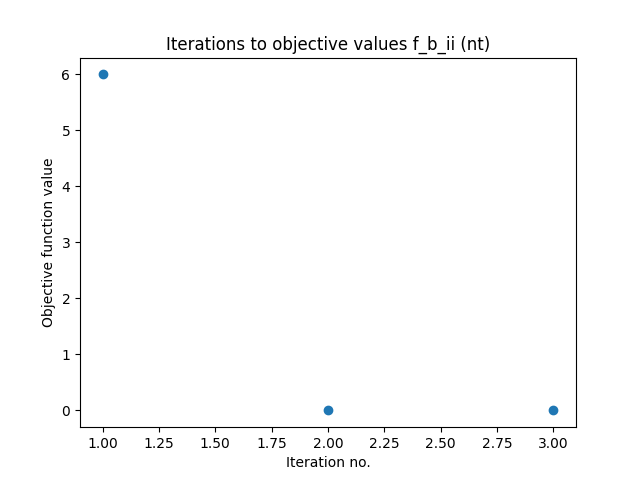 Iterations to objective values f_b_ii (nt)
Objective function value
6
5
4
3
2
1
0
1.00 1.25 1.50 1.75 2.00 2.25 2.50 2.75 3.00
Iteration no.